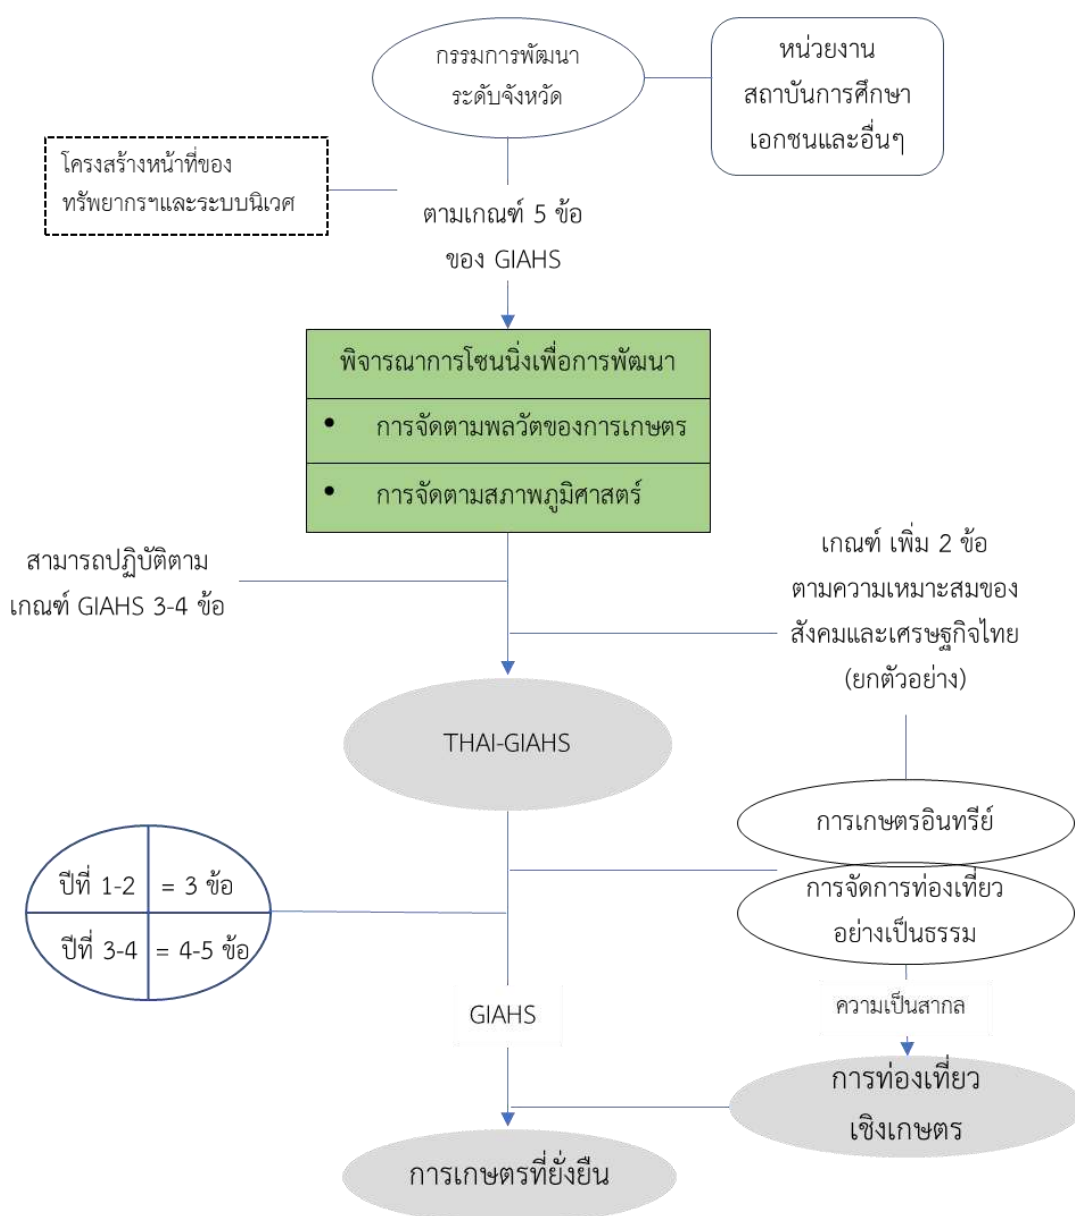 กรรมการพัฒนา
ระดับจังหวัด
หน่วยงาน
สถาบันการศึกษา
เอกชนและอื่นๆ
โครงสร้างหน้าที่ของ
ทรัพยากรฯและระบบนิเวศ
ตามเกณฑ์ 5 ข้อ
ของ GIAHS
พิจารณาการโซนนิ่งเพื่อการพัฒนา
• การจัดตามพลวัตของการเกษตร
• การจัดตามสภาพภูมิศาสตร์
สามารถปฏิบัติตาม
เกณฑ์ GIAHS 3-4 ข้อ
เกณฑ์ เพิ่ม 2 ข้อ
ตามความเหมาะสมของ
สังคมและเศรษฐกิจไทย
(ยกตัวอย่าง)
THAI-GIAHS
การเกษตรอินทรีย์
การจัดการท่องเที่ยว
อย่างเป็นธรรม
ปีที่ 1-2 = 3 ข้อ
ปีที่ 3-4 = 4-5 ข้อ
GIAHS
ความเป็นสากล
การท่องเที่ยว
เชิงเกษตร
การเกษตรที่ยั่งยืน